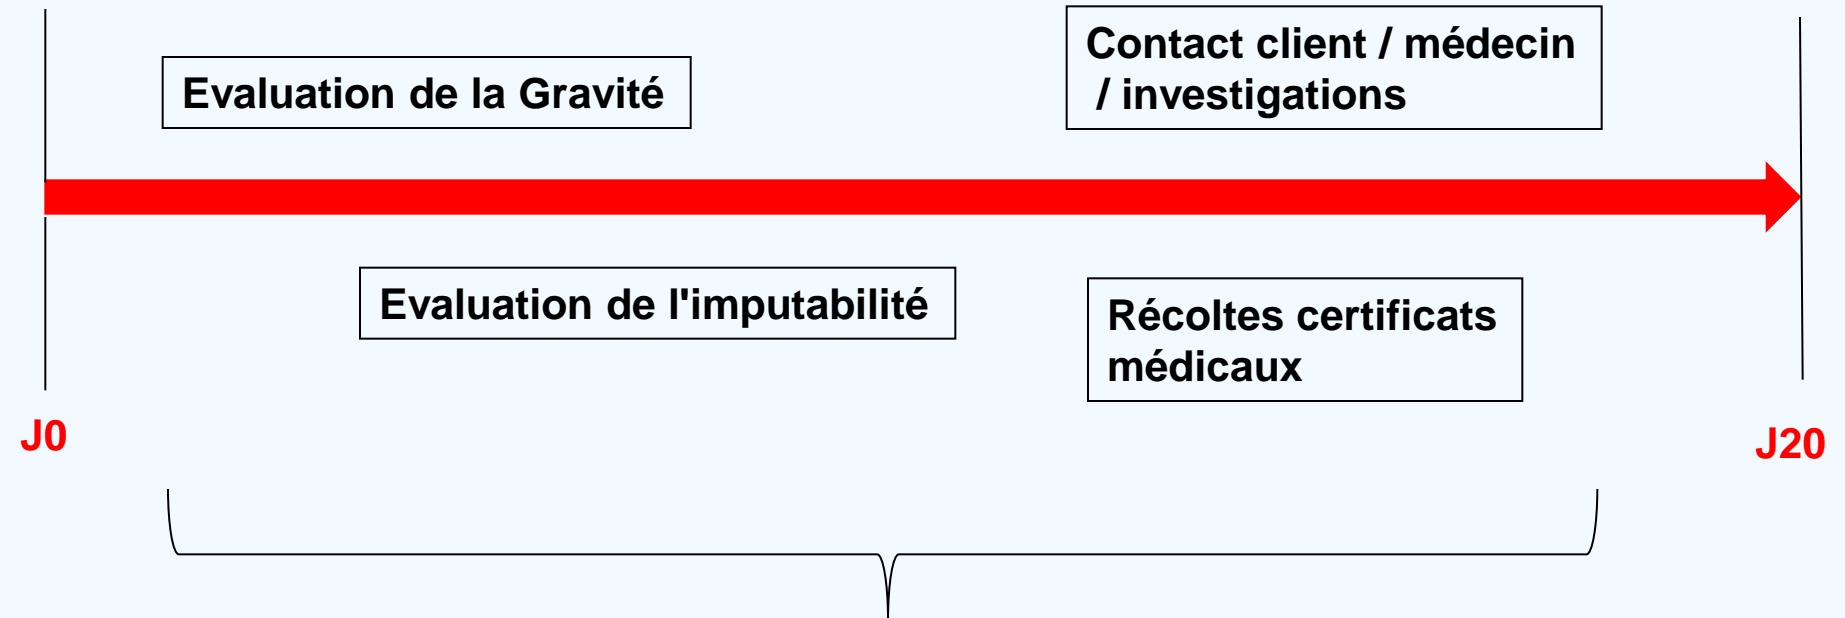 Evaluation de la Gravité
Contact client / médecin
/ investigations
Evaluation de l'imputabilité
Récoltes certificats
médicaux
J0
J20